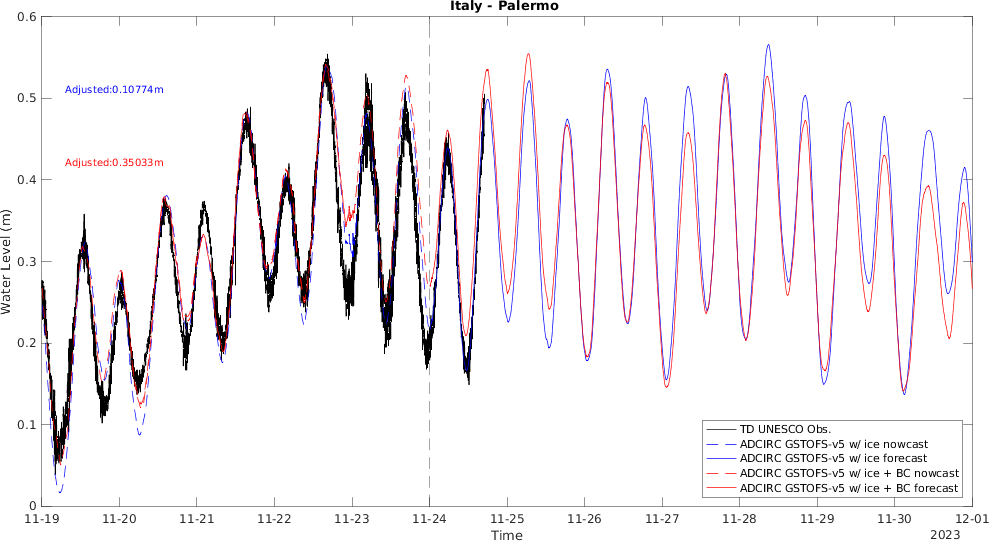 Italy - Palermo
0.6
0.5
0.4
0.3
0.2
0.1
0
Water Level (m)
Adjusted:0.10774m
Adjusted:0.35033m
TD UNESCO Obs.
ADCIRC GSTOFS-v5 w/ ice nowcast
ADCIRC GSTOFS-v5 w/ ice forecast
ADCIRC GSTOFS-v5 w/ ice + BC nowcast
ADCIRC GSTOFS-v5 w/ ice + BC forecast
11-19 11-20 11-21 11-22 11-23 11-24 11-25 11-26 11-27 11-28 11-29 11-30 12-01
Time
2023